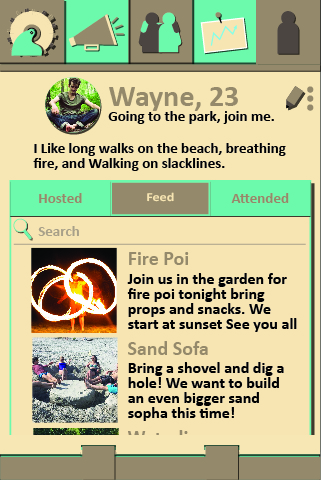 Wayne, 23
Going to the park, join me.
I Like long walks on the beach, breathing
fire, and Walking on slacklines.
Hosted Feed Attended
Search
Fire Poi
Join us in the garden for
fire poi tonight bring
props and snacks. We
start at sunset See you all
Sand Sofa
Bring a shovel and dig a
hole! We want to build
an even bigger sand
sopha this time!